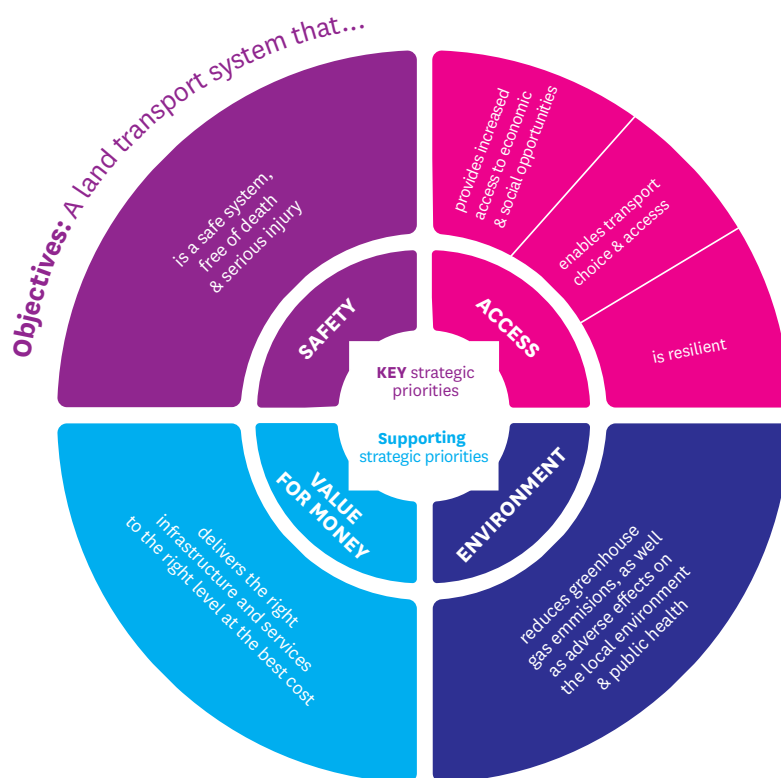 Objectives: A land transport system that...
is a safe system,
free of death
& serious injury
SAFETY
provides increased
access to economic
& social opportunities
enables transport
choice & accesss
is resilient
ACCESS
KEY strategic
priorities
Supporting
strategic priorities
VALUE
FOR MONEY
delivers the right
infrastructure and services
to the right level at the best cost
ENVIRONMENT
reduces greenhouse
gas emmisions, as well
as adverse effects on
the local environment
& public health